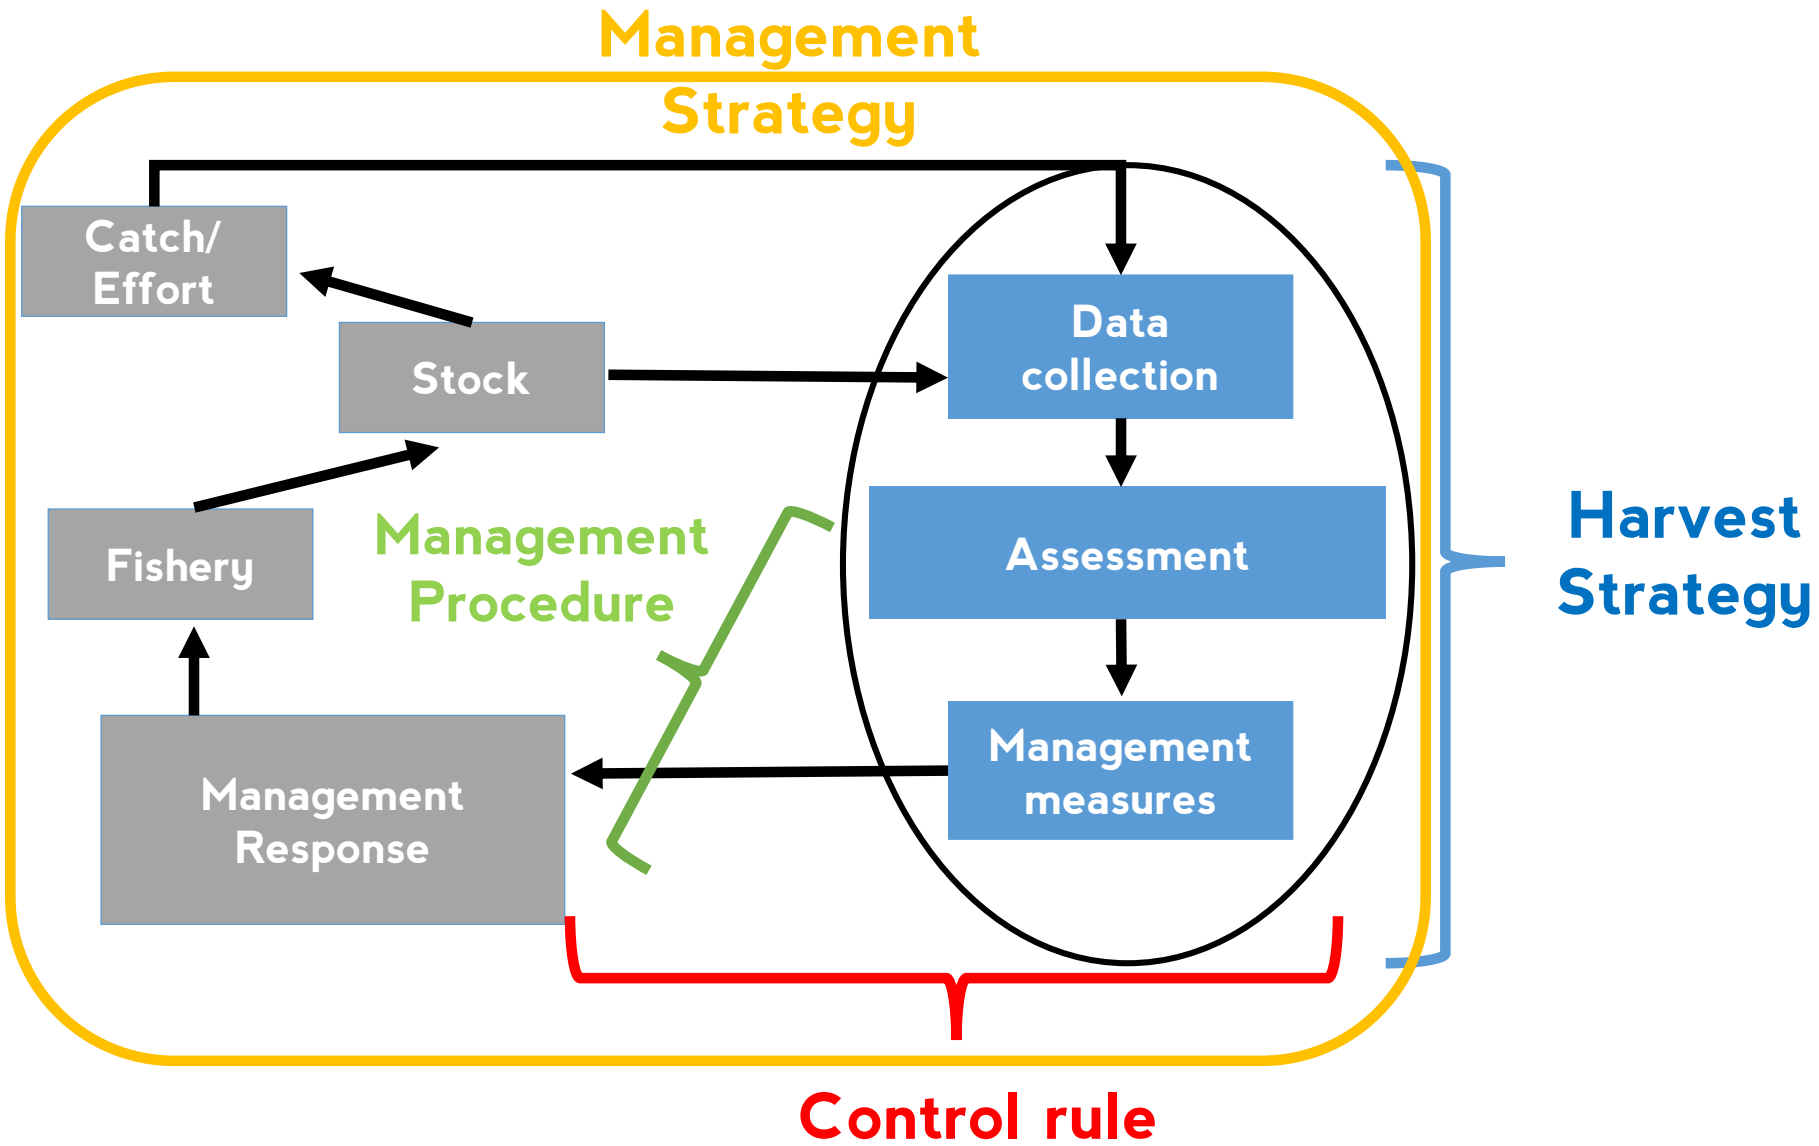 Management
Strategy
Catch/
Effort
Stock
Data
collection
Fishery
Management
Procedure
Assessment
Harvest
Strategy
Management
Response
Management
measures
Control rule